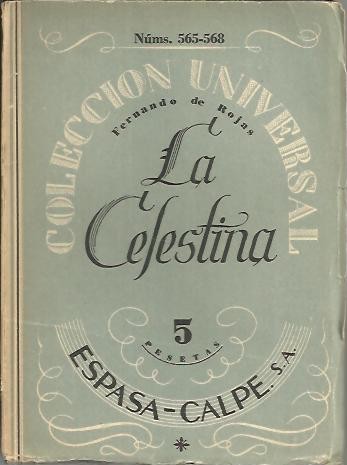 Núms. 565-568
COLECCION UNIVERSAL
Fernando de Rojas
La
Celestina
5
PESETAS
ESPASA-CALPE, S.A.